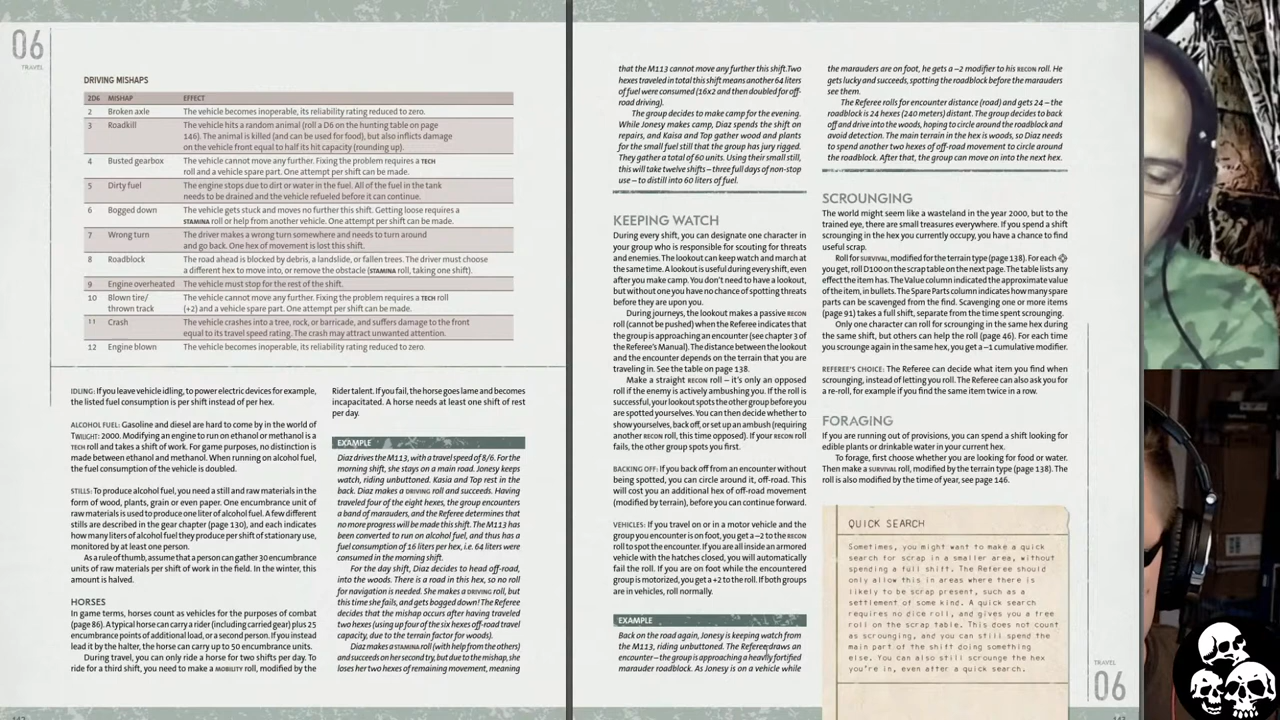 06
TRAVEL
DRIVING MISHAPS
2D6 MISHAP EFFECT
2 Broken axle The vehicle becomes inoperable, its reliability rating reduced to zero.
3 Roadkill The vehicle hits a random animal (roll a D6 on the hunting table on page
146). The animal is killed (and can be used for food), but also inflicts damage
on the vehicle front equal to half its hit capacity (rounding up).
4 Busted gearbox The vehicle cannot move any further. Fixing the problem requires a TECH
roll and a vehicle spare part. One attempt per shift can be made.
5 Dirty fuel The engine stops due to dirt or water in the fuel. All of the fuel in the tank
needs to be drained and the vehicle refueled before it can continue.
6 Bogged down The vehicle gets stuck and moves no further this shift. Getting loose requires a
STAMINA roll or help from another vehicle. One attempt per shift can be made.
7 Wrong turn The driver makes a wrong turn somewhere and needs to turn around
and go back. One hex of movement is lost this shift.
8 Roadblock The road ahead is blocked by debris, a landslide, or fallen trees. The driver must choose
a different hex to move into, or remove the obstacle (STAMINA roll, taking one shift).
9 Engine overheated The vehicle must stop for the rest of the shift.
10 Blown tire/ The vehicle cannot move any further. Fixing this problem requires a TECH roll
thrown track (+2) and a vehicle spare part. One attempt per shift can be made.
11 Crash The vehicle crashes into a tree, rock, or barricade, and suffers damage to the front
equal to its travel speed rating. The crash may attract unwanted attention.
12 Engine blown The vehicle becomes inoperable, its reliability rating reduced to zero.
IDLING: If you leave vehicle idling, to power electric devices for example,
the listed fuel consumption is per shift instead of per hex.
ALCOHOL FUEL: Gasoline and diesel are hard to come by in the world of
TWILIGHT: 2000. Modifying an engine to run on ethanol or methanol is a
TECH roll and takes a shift of work. For game purposes, no distinction is
made between ethanol and methanol. When running on alcohol fuel,
the fuel consumption of the vehicle is doubled.
STILLS: To produce alcohol fuel, you need a still and raw materials in the
form of wood, plants, grain or even paper. One encumbrance unit of
raw materials is used to produce one liter of alcohol fuel. A few different
stills are described in the gear chapter (page 130), and each indicates
how many liters of alcohol fuel they produce per shift of stationary use,
monitored by at least one person.
As a rule of thumb, assume that a person can gather 30 encumbrance
units of raw materials per shift of work in the field. In the winter, this
amount is halved.
HORSES
In game terms, horses count as vehicles for the purposes of combat
(page 86). A typical horse can carry a rider (including carried gear) plus 25
encumbrance points of additional load, or a second person. If you instead
lead it by the halter, the horse can carry up to 50 encumbrance units.
During travel, you can only ride a horse for two shifts per day. To
ride for a third shift, you need to make a MOBILITY roll, modified by the
Rider talent. If you fail, the horse goes lame and becomes
incapacitated. A horse needs at least one shift of rest
per day.
EXAMPLE
Diaz drives the M113, with a travel speed of 8/6. For the
morning shift, she stays on a main road. Jonesy keeps
watch, riding unbuttoned. Kasia and Top rest in the
back. Diaz makes a DRIVING roll and succeeds. Having
traveled four of the eight hexes, the group encounters
a band of marauders, and the Referee determines that
no more progress will be made this shift. The M113 has
been converted to run on alcohol fuel, and thus has a
fuel consumption of 16 liters per hex, i.e. 64 liters were
consumed in the morning shift.
For the day shift, Diaz decides to head off-road,
into the woods. There is a road in this hex, so no roll
for navigation is needed. She makes a DRIVING roll, but
this time she fails, and gets bogged down! The Referee
decides that the mishap occurs after having traveled
two hexes (using up four of the six hexes off-road travel
capacity, due to the terrain factor for woods).
Diaz makes a STAMINA roll (with help from the others)
and succeeds on her second try, but due to the mishap, she
loses her two hexes of remaining movement, meaning
that the M113 cannot move any further this shift.Two
hexes traveled in total this shift means another 64 liters
of fuel were consumed (16x2 and then doubled for off-
road driving).
The group decides to make camp for the evening.
While Jonesy makes camp, Diaz spends the shift on
repairs, and Kaisa and Top gather wood and plants
for the small fuel still that the group has jury rigged.
They gather a total of 60 units. Using their small still,
this will take twelve shifts – three full days of non-stop
use – to distill into 60 liters of fuel.
KEEPING WATCH
During every shift, you can designate one character in
your group who is responsible for scouting for threats
and enemies. The lookout can keep watch and march at
the same time. A lookout is useful during every shift, even
after you make camp. You don't need to have a lookout,
but without one you have no chance of spotting threats
before they are upon you.
During journeys, the lookout makes a passive RECON
roll (cannot be pushed) when the Referee indicates that
the group is approaching an encounter (see chapter 3 of
the Referee's Manual). The distance between the lookout
and the encounter depends on the terrain that you are
traveling in. See the table on page 138.
Make a straight RECON roll – it's only an opposed
roll if the enemy is actively ambushing you. If the roll is
successful, your lookout spots the other group before you
are spotted yourselves. You can then decide whether to
show yourselves, back off, or set up an ambush (requiring
another RECON roll, this time opposed). If your RECON roll
fails, the other group spots you first.
BACKING OFF: If you back off from an encounter without
being spotted, you can circle around it, off-road. This
will cost you an additional hex of off-road movement
(modified by terrain), before you can continue forward.
VEHICLES: If you travel on or in a motor vehicle and the
group you encounter is on foot, you get a –2 to the RECON
roll to spot the encounter. If you are all inside an armored
vehicle with the hatches closed, you will automatically
fail the roll. If you are on foot while the encountered
group is motorized, you get a +2 to the roll. If both groups
are in vehicles, roll normally.
EXAMPLE
Back on the road again, Jonesy is keeping watch from
the M113, riding unbuttoned. The Referee draws an
encounter – the group is approaching a heavily fortified
marauder roadblock. As Jonesy is on a vehicle while
the marauders are on foot, he gets a –2 modifier to his RECON roll. He
gets lucky and succeeds, spotting the roadblock before the marauders
see them.
The Referee rolls for encounter distance (road) and gets 24 – the
roadblock is 24 hexes (240 meters) distant. The group decides to back
off and drive into the woods, hoping to circle around the roadblock and
avoid detection. The main terrain in the hex is woods, so Diaz needs
to spend another two hexes of off-road movement to circle around
the roadblock. After that, the group can move on into the next hex.
SCROUNGING
The world might seem like a wasteland in the year 2000, but to the
trained eye, there are small treasures everywhere. If you spend a shift
scrounging in the hex you currently occupy, you have a chance to find
useful scrap.
Roll for SURVIVAL, modified for the terrain type (page 138). For each
you get, roll D100 on the scrap table on the next page. The table lists any
effect the item has. The Value column indicated the approximate value
of the item, in bullets. The Spare Parts column indicates how many spare
parts can be scavenged from the find. Scavenging one or more items
(page 91) takes a full shift, separate from the time spent scrounging.
Only one character can roll for scrounging in the same hex during
the same shift, but others can help the roll (page 46). For each time
you scrounge again in the same hex, you get a –1 cumulative modifier.
REFEREE'S CHOICE: The Referee can decide what item you find when
scrounging, instead of letting you roll. The Referee can also ask you for
a re-roll, for example if you find the same item twice in a row.
FORAGING
If you are running out of provisions, you can spend a shift looking for
edible plants or drinkable water in your current hex.
To forage, first choose whether you are looking for food or water.
Then make a SURVIVAL roll, modified by the terrain type (page 138). The
roll is also modified by the time of year, see page 146.
QUICK SEARCH
Sometimes, you might want to make a quick
search for scrap in a smaller area, without
spending a full shift. The Referee should
only allow this in areas where there is
likely to be scrap present, such as a
settlement of some kind. A quick search
requires no dice roll, and gives you a free
roll on the scrap table. This does not count
as scrounging, and you can still spend the
main part of the shift doing something
else. You can also still scrounge the hex
you're in, even after a quick search.
TRAVEL
06